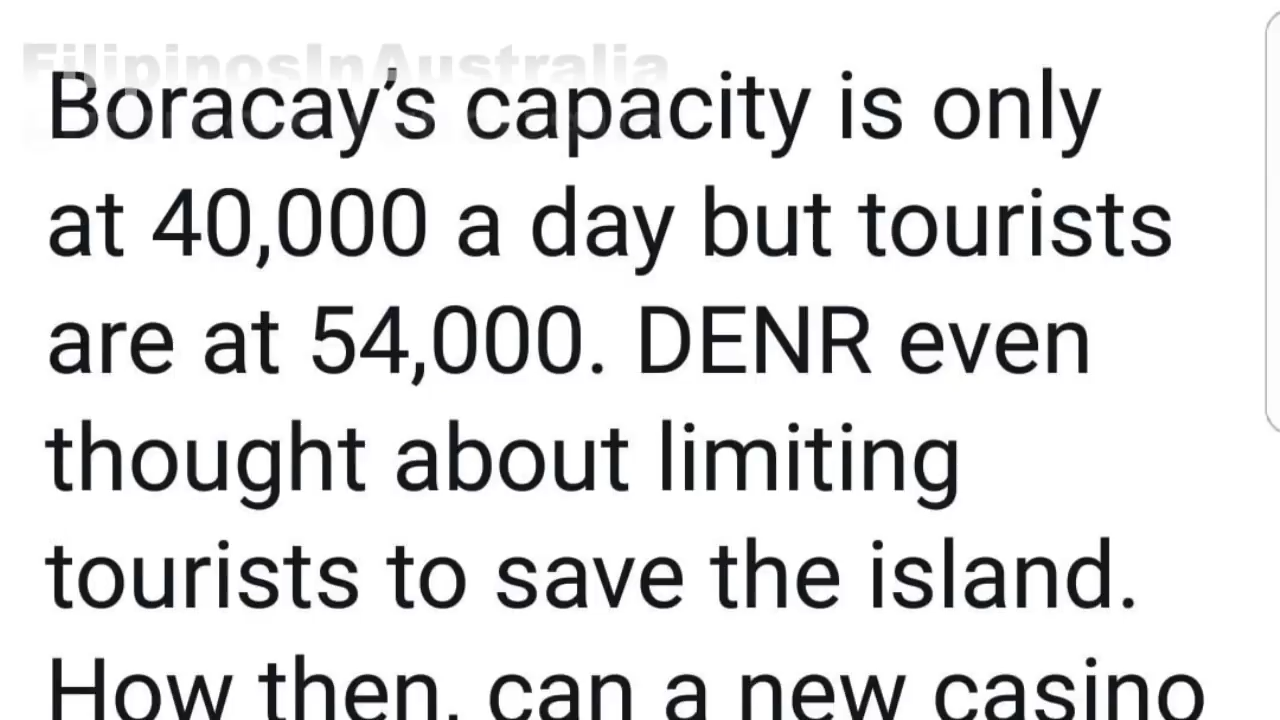 FilipinosInAustralia
Boracay’s capacity is only
at 40,000 a day but tourists
are at 54,000. DENR even
thought about limiting
tourists to save the island.
How then, can a new casino